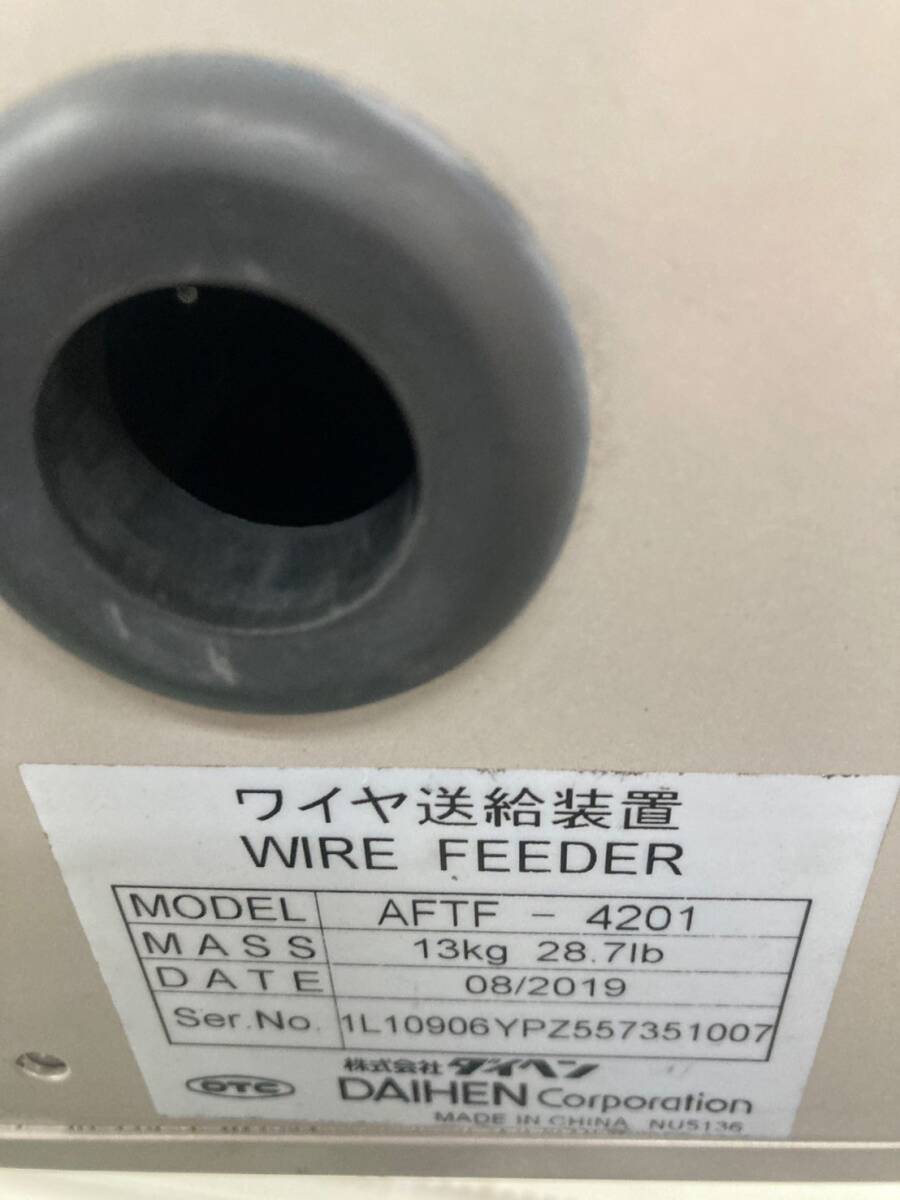 ワイヤ送給装置
WIRE FEEDER
MODEL AFTF - 4201
MASS 13kg 28.7lb
DATE 08/2019
Ser.No. 1L10906YPZ557351007
株式会社ダイヘン
OTC DAIHEN Corporation
MADE IN CHINA NU5136